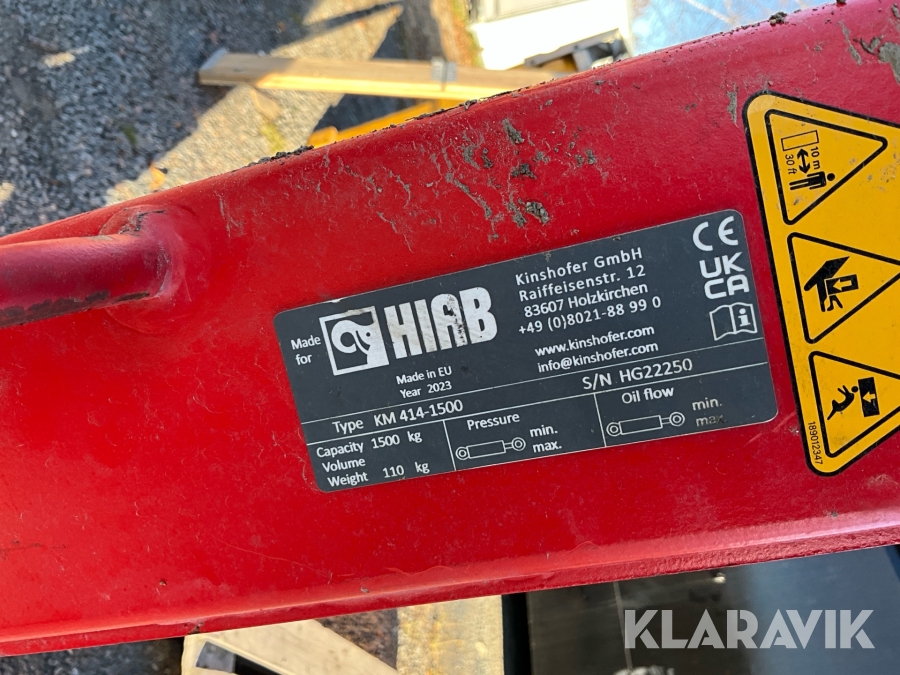 Made
for
HIAB
Kinshofer GmbH
Raiffeisenstr. 12
83607 Holzkirchen
+49 (0)8021-88 99 0
www.kinshofer.com
info@kinshofer.com
CE
UK
CA
i
Made in EU
Year 2023
Type KM 414-1500
S/N HG22250
Capacity 1500 kg
Volume
Weight 110 kg
Pressure
min.
max.
Oil flow
min.
max.
10 m
30 ft
189012347
KLARAVIK